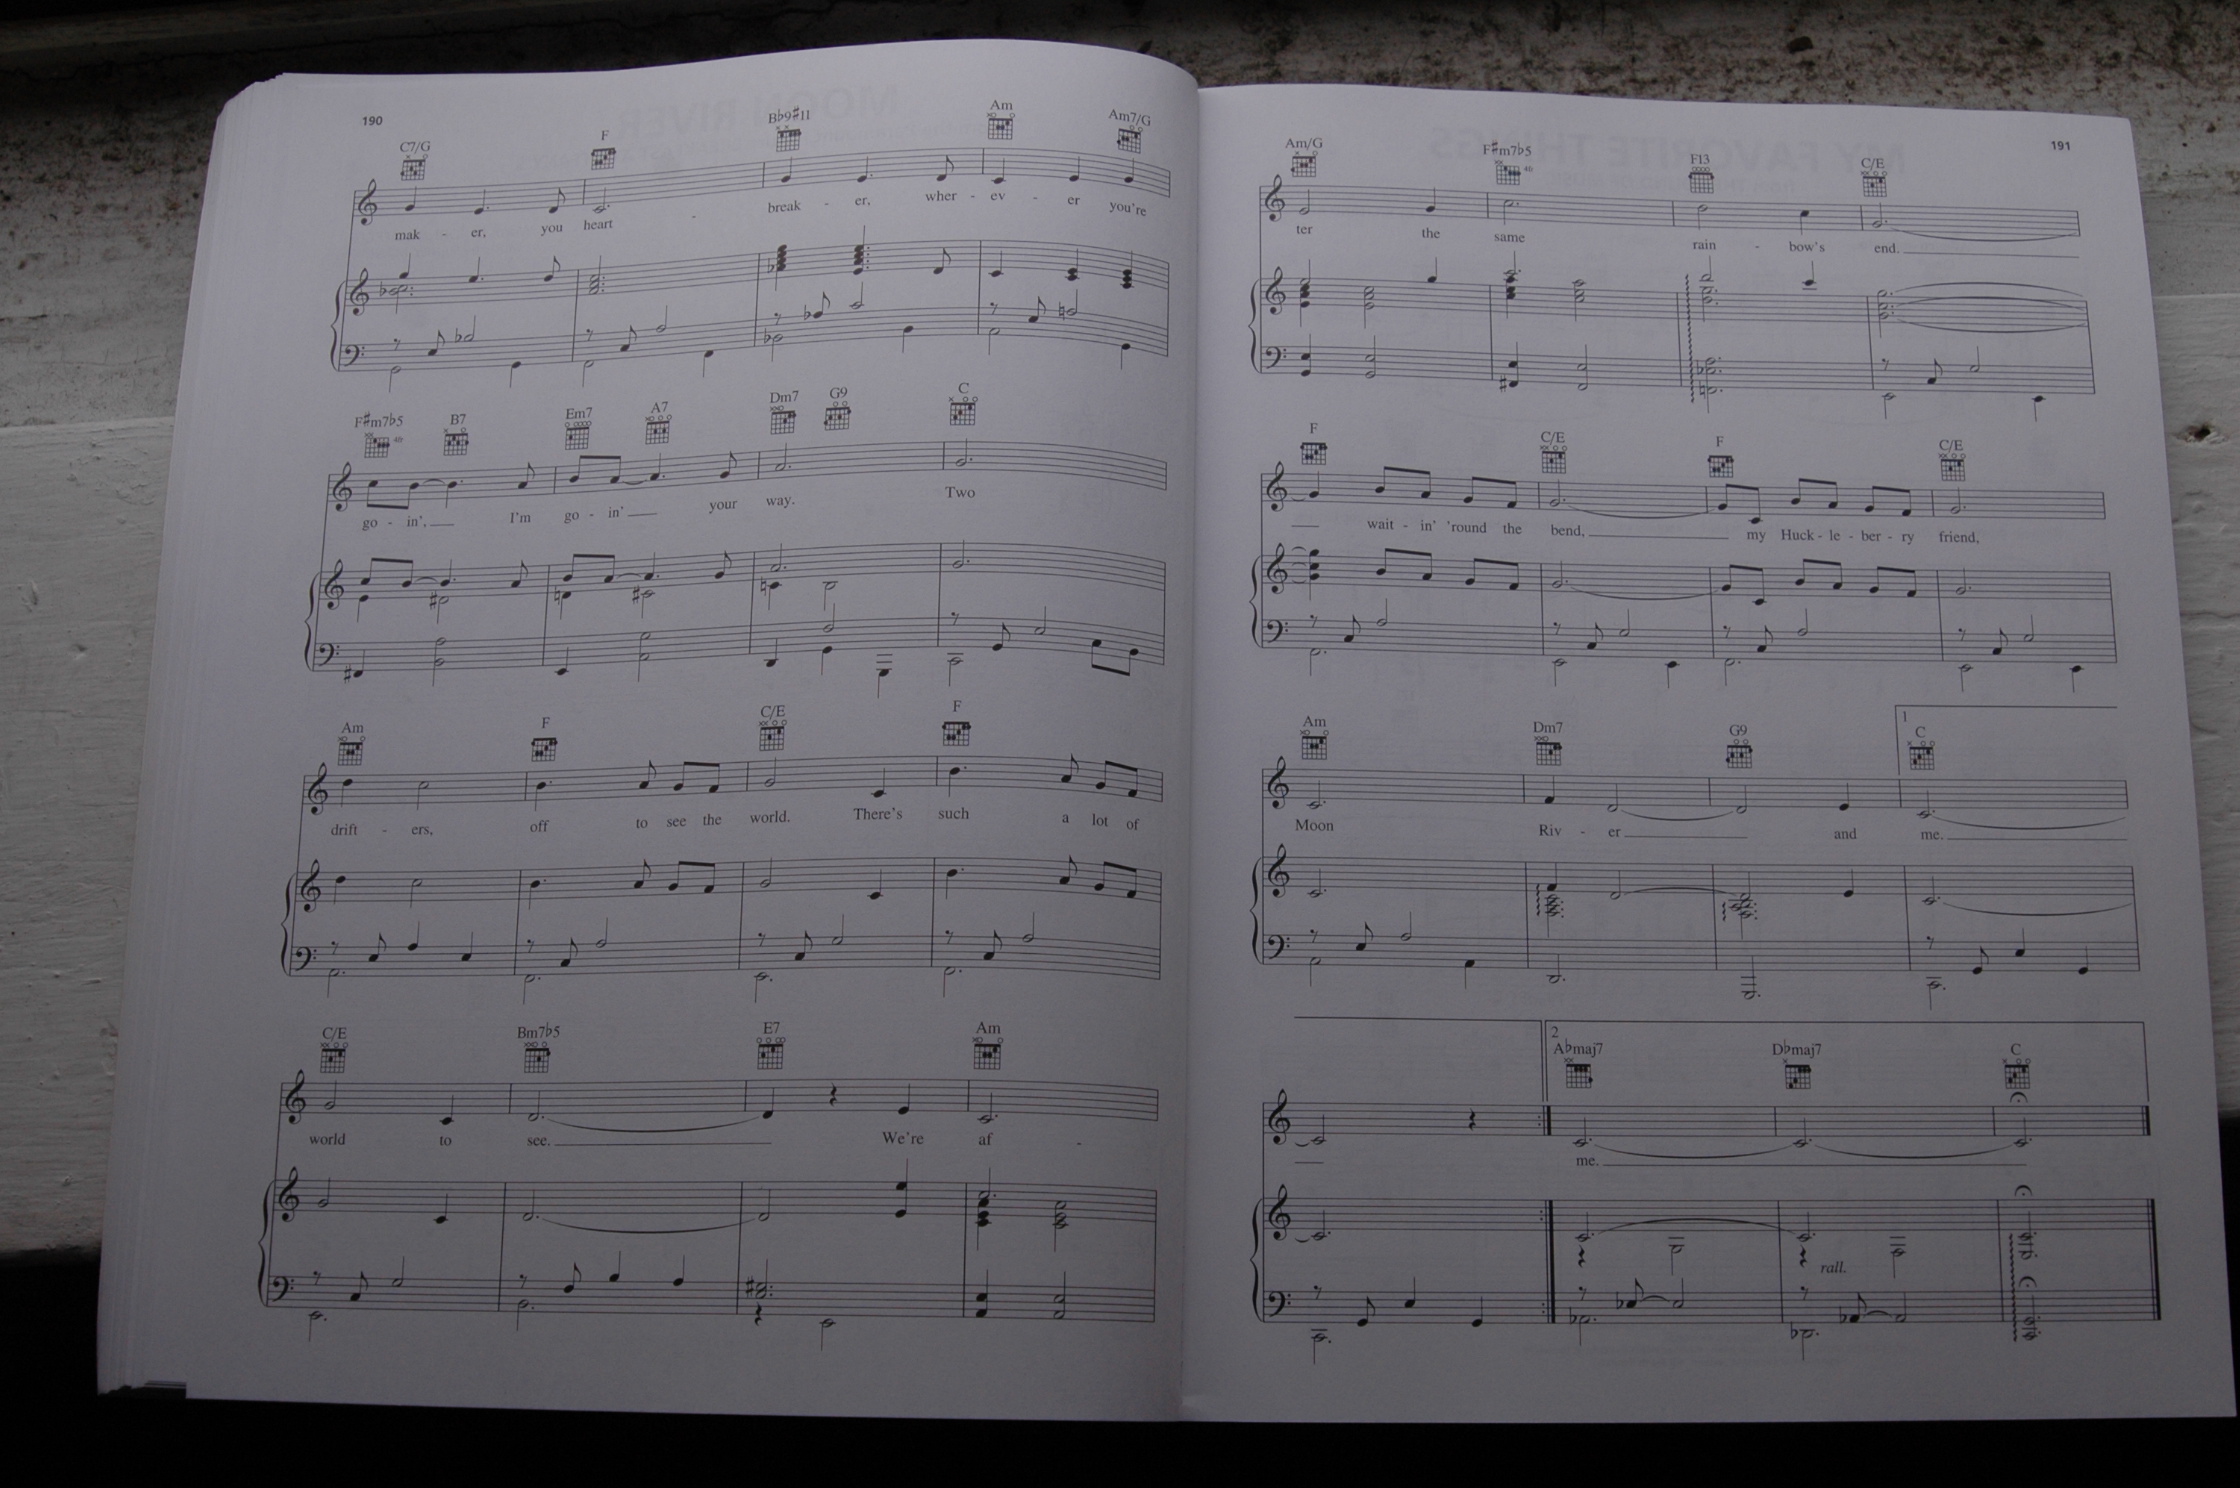 190
C7/G F B♭9♯11 Am Am7/G
mak - er, you heart - break - er, wher - ev - er you're
F♯m7♭5 B7 Em7 A7 Dm7 G9 C
4fr
go - in', I'm go - in' your way. Two
Am F C/E F
drift - ers, off to see the world. There's such a lot of
C/E Bm7♭5 E7 Am
world to see. We're af -
191
Am/G F♯m7♭5 F13 C/E
4fr
ter the same rain - bow's end.
F C/E F C/E
wait - in' 'round the bend, my Huck - le - ber - ry friend,
1
Am Dm7 G9 C
Moon Riv - er and me.
2
A♭maj7 D♭maj7 C
me.
rall.